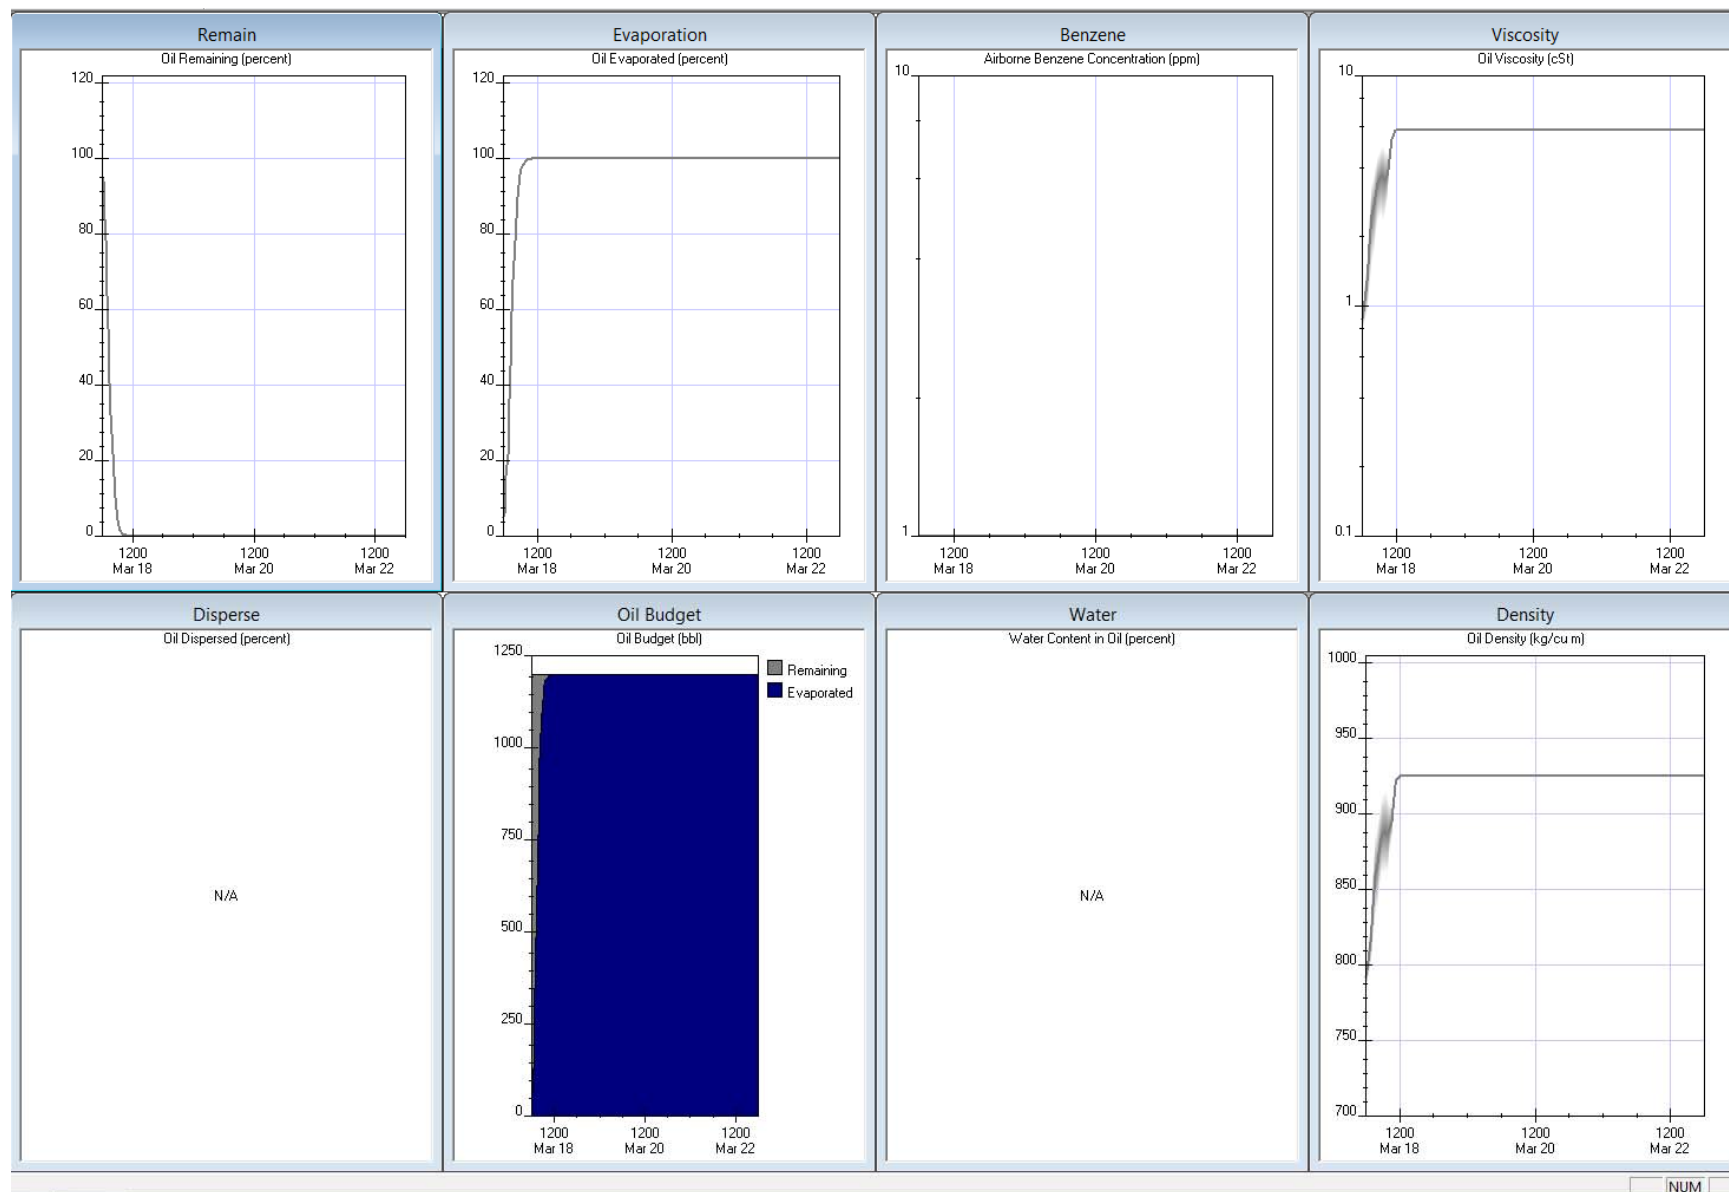 Remain
Oil Remaining (percent)
120
100
80
60
40
20
0
1200 1200 1200
Mar 18 Mar 20 Mar 22
Evaporation
Oil Evaporated (percent)
120
100
80
60
40
20
0
1200 1200 1200
Mar 18 Mar 20 Mar 22
Benzene
Airborne Benzene Concentration (ppm)
10
1
1200 1200 1200
Mar 18 Mar 20 Mar 22
Viscosity
Oil Viscosity (cSt)
10
1
0.1
1200 1200 1200
Mar 18 Mar 20 Mar 22
Disperse
Oil Dispersed (percent)
N/A
Oil Budget
Oil Budget (bbl)
1250
1000
750
500
250
0
1200 1200 1200
Mar 18 Mar 20 Mar 22
Remaining
Evaporated
Water
Water Content in Oil (percent)
N/A
Density
Oil Density (kg/cu m)
1000
950
900
850
800
750
700
1200 1200 1200
Mar 18 Mar 20 Mar 22
NUM